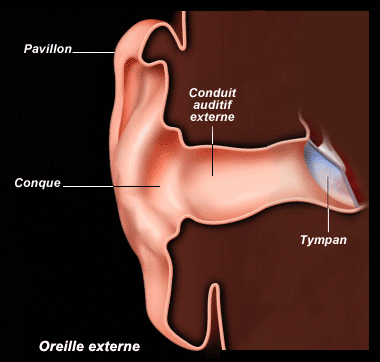 Pavillon
Conduit
auditif
externe
Conque
Tympan
Oreille externe